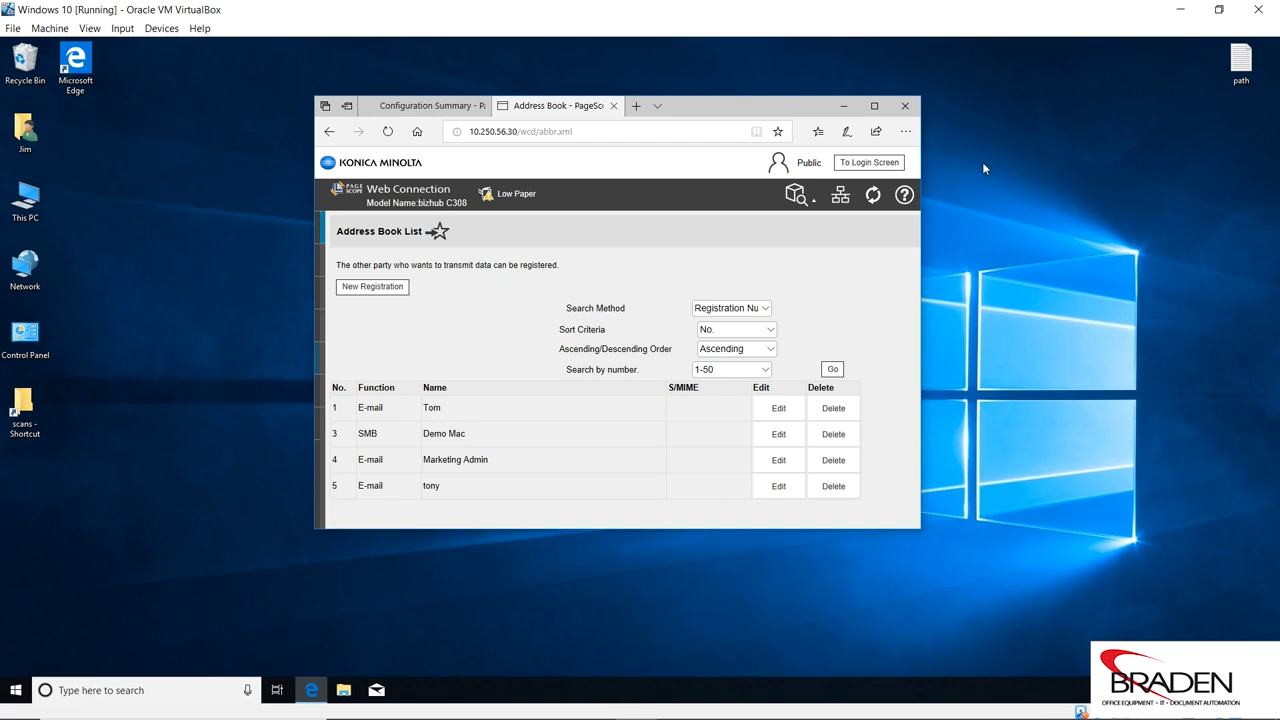 Windows 10 [Running] - Oracle VM VirtualBox
File Machine View Input Devices Help
Recycle Bin
Microsoft
Edge
path
Jim
This PC
Network
Control Panel
scans -
Shortcut
Configuration Summary - Pa
Address Book - PageSco
10.250.56.30/wcd/abbr.xml
KONICA MINOLTA
Public
To Login Screen
PAGE
SCOPE
Web Connection
Model Name:bizhub C308
Low Paper
Address Book List
The other party who wants to transmit data can be registered.
New Registration
Search Method Registration Nu
Sort Criteria No.
Ascending/Descending Order Ascending
Search by number. 1-50 Go
No. Function Name S/MIME Edit Delete
1 E-mail Tom Edit Delete
3 SMB Demo Mac Edit Delete
4 E-mail Marketing Admin Edit Delete
5 E-mail tony Edit Delete
Type here to search
BRADEN
OFFICE EQUIPMENT • IT • DOCUMENT AUTOMATION